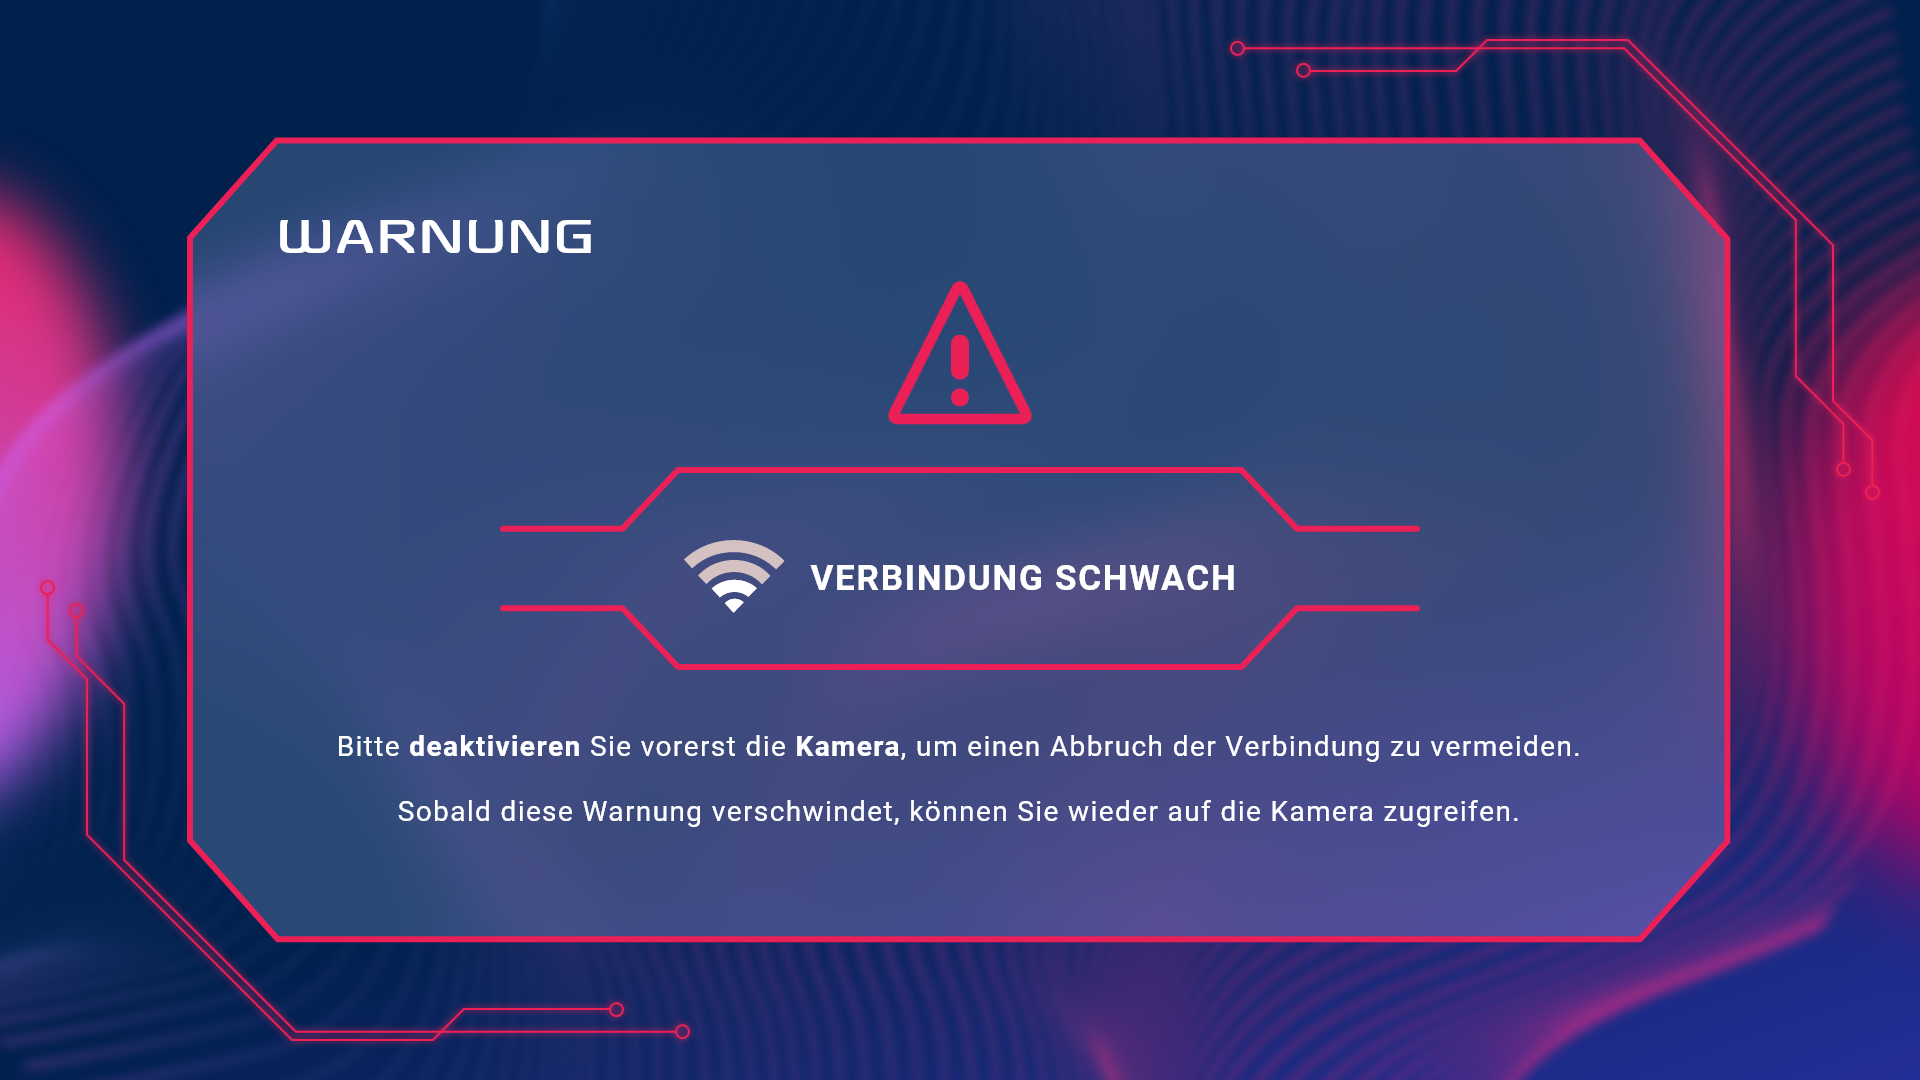 WARNUNG
VERBINDUNG SCHWACH
Bitte deaktivieren Sie vorerst die Kamera, um einen Abbruch der Verbindung zu vermeiden.
Sobald diese Warnung verschwindet, können Sie wieder auf die Kamera zugreifen.